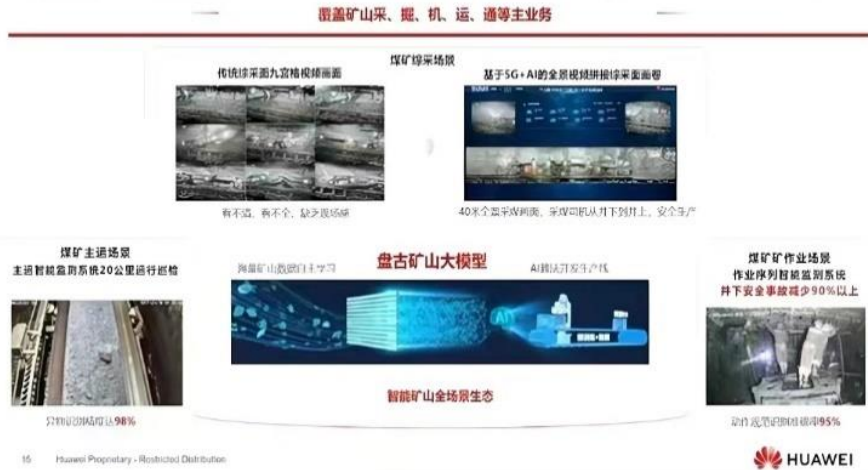 覆盖矿山采、掘、机、运、通等主业务
煤矿综采场景
传统综采面九宫格视频画面
基于5G+AI的全景视频拼接综采面画卷
看不清、看不全、缺乏现场感
40米全景采煤画面，采煤司机从井下到井上，安全生产
煤矿主运场景
主运智能监测系统20公里运行巡检
异物识别精度达98%
海量矿山数据自主学习
盘古矿山大模型
AI算法开发生产线
AI
智能矿山全场景生态
煤矿矿作业场景
作业序列智能监测系统
井下安全事故减少90%以上
动作规范识别准确率95%
16
Huawei Proprietary - Restricted Distribution
HUAWEI